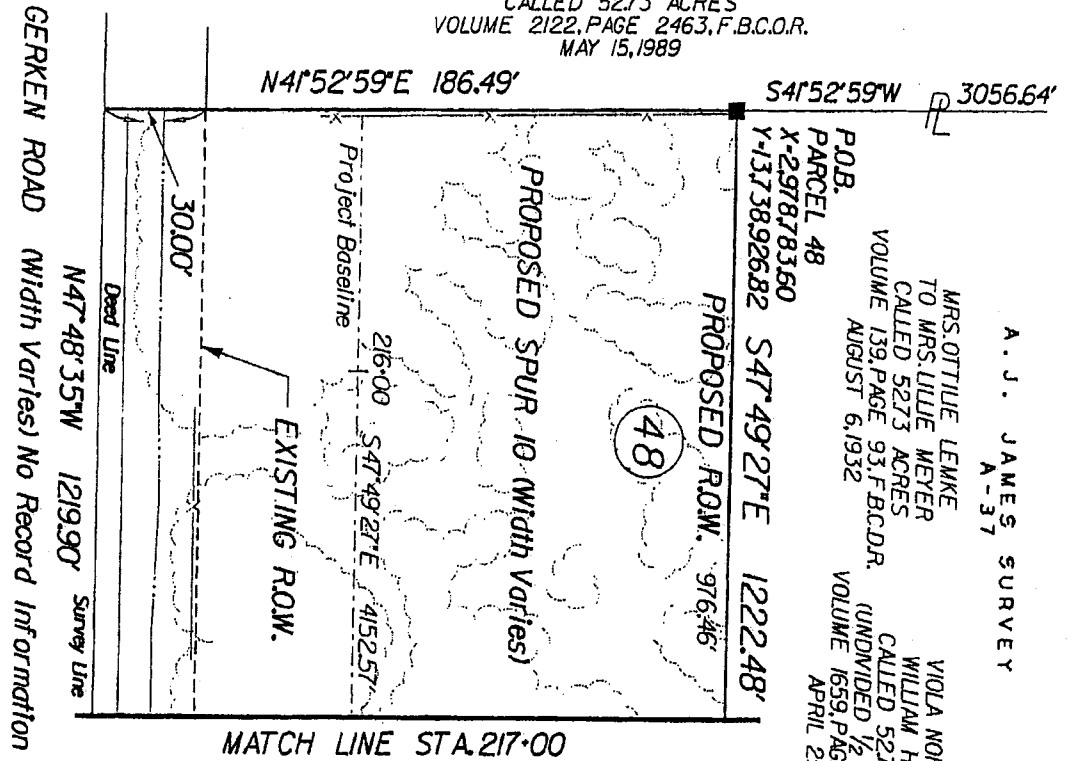 CALLED 52.73 ACRES
VOLUME 2122, PAGE 2463, F.B.C.O.R.
MAY 15, 1989
N41°52'59"E 186.49'
S41°52'59"W PL 3056.64'
P.O.B.
PARCEL 48
X=2,978,783.60
Y=13,738,926.82
S47°49'27"E 1222.48'
MRS. OTTILIE LEMKE
TO MRS. LILLIE MEYER
CALLED 52.73 ACRES
VOLUME 139, PAGE 93, F.B.C.D.R.
AUGUST 6, 1932
A. J. JAMES SURVEY
A-37
VIOLA
WILLIAM
CALLED
(UNDIVIDED 1/2
VOLUME 1659,
APRIL
PROPOSED R.O.W. 976.46'
48
PROPOSED SPUR 10 (Width Varies)
Project Baseline
216+00 S47°49'27"E 4152.57'
EXISTING R.O.W.
30.00'
Deed Line
Survey Line
N47°48'35"W 1219.90'
GERKEN ROAD (Width Varies) No Record Information
MATCH LINE STA. 217+00